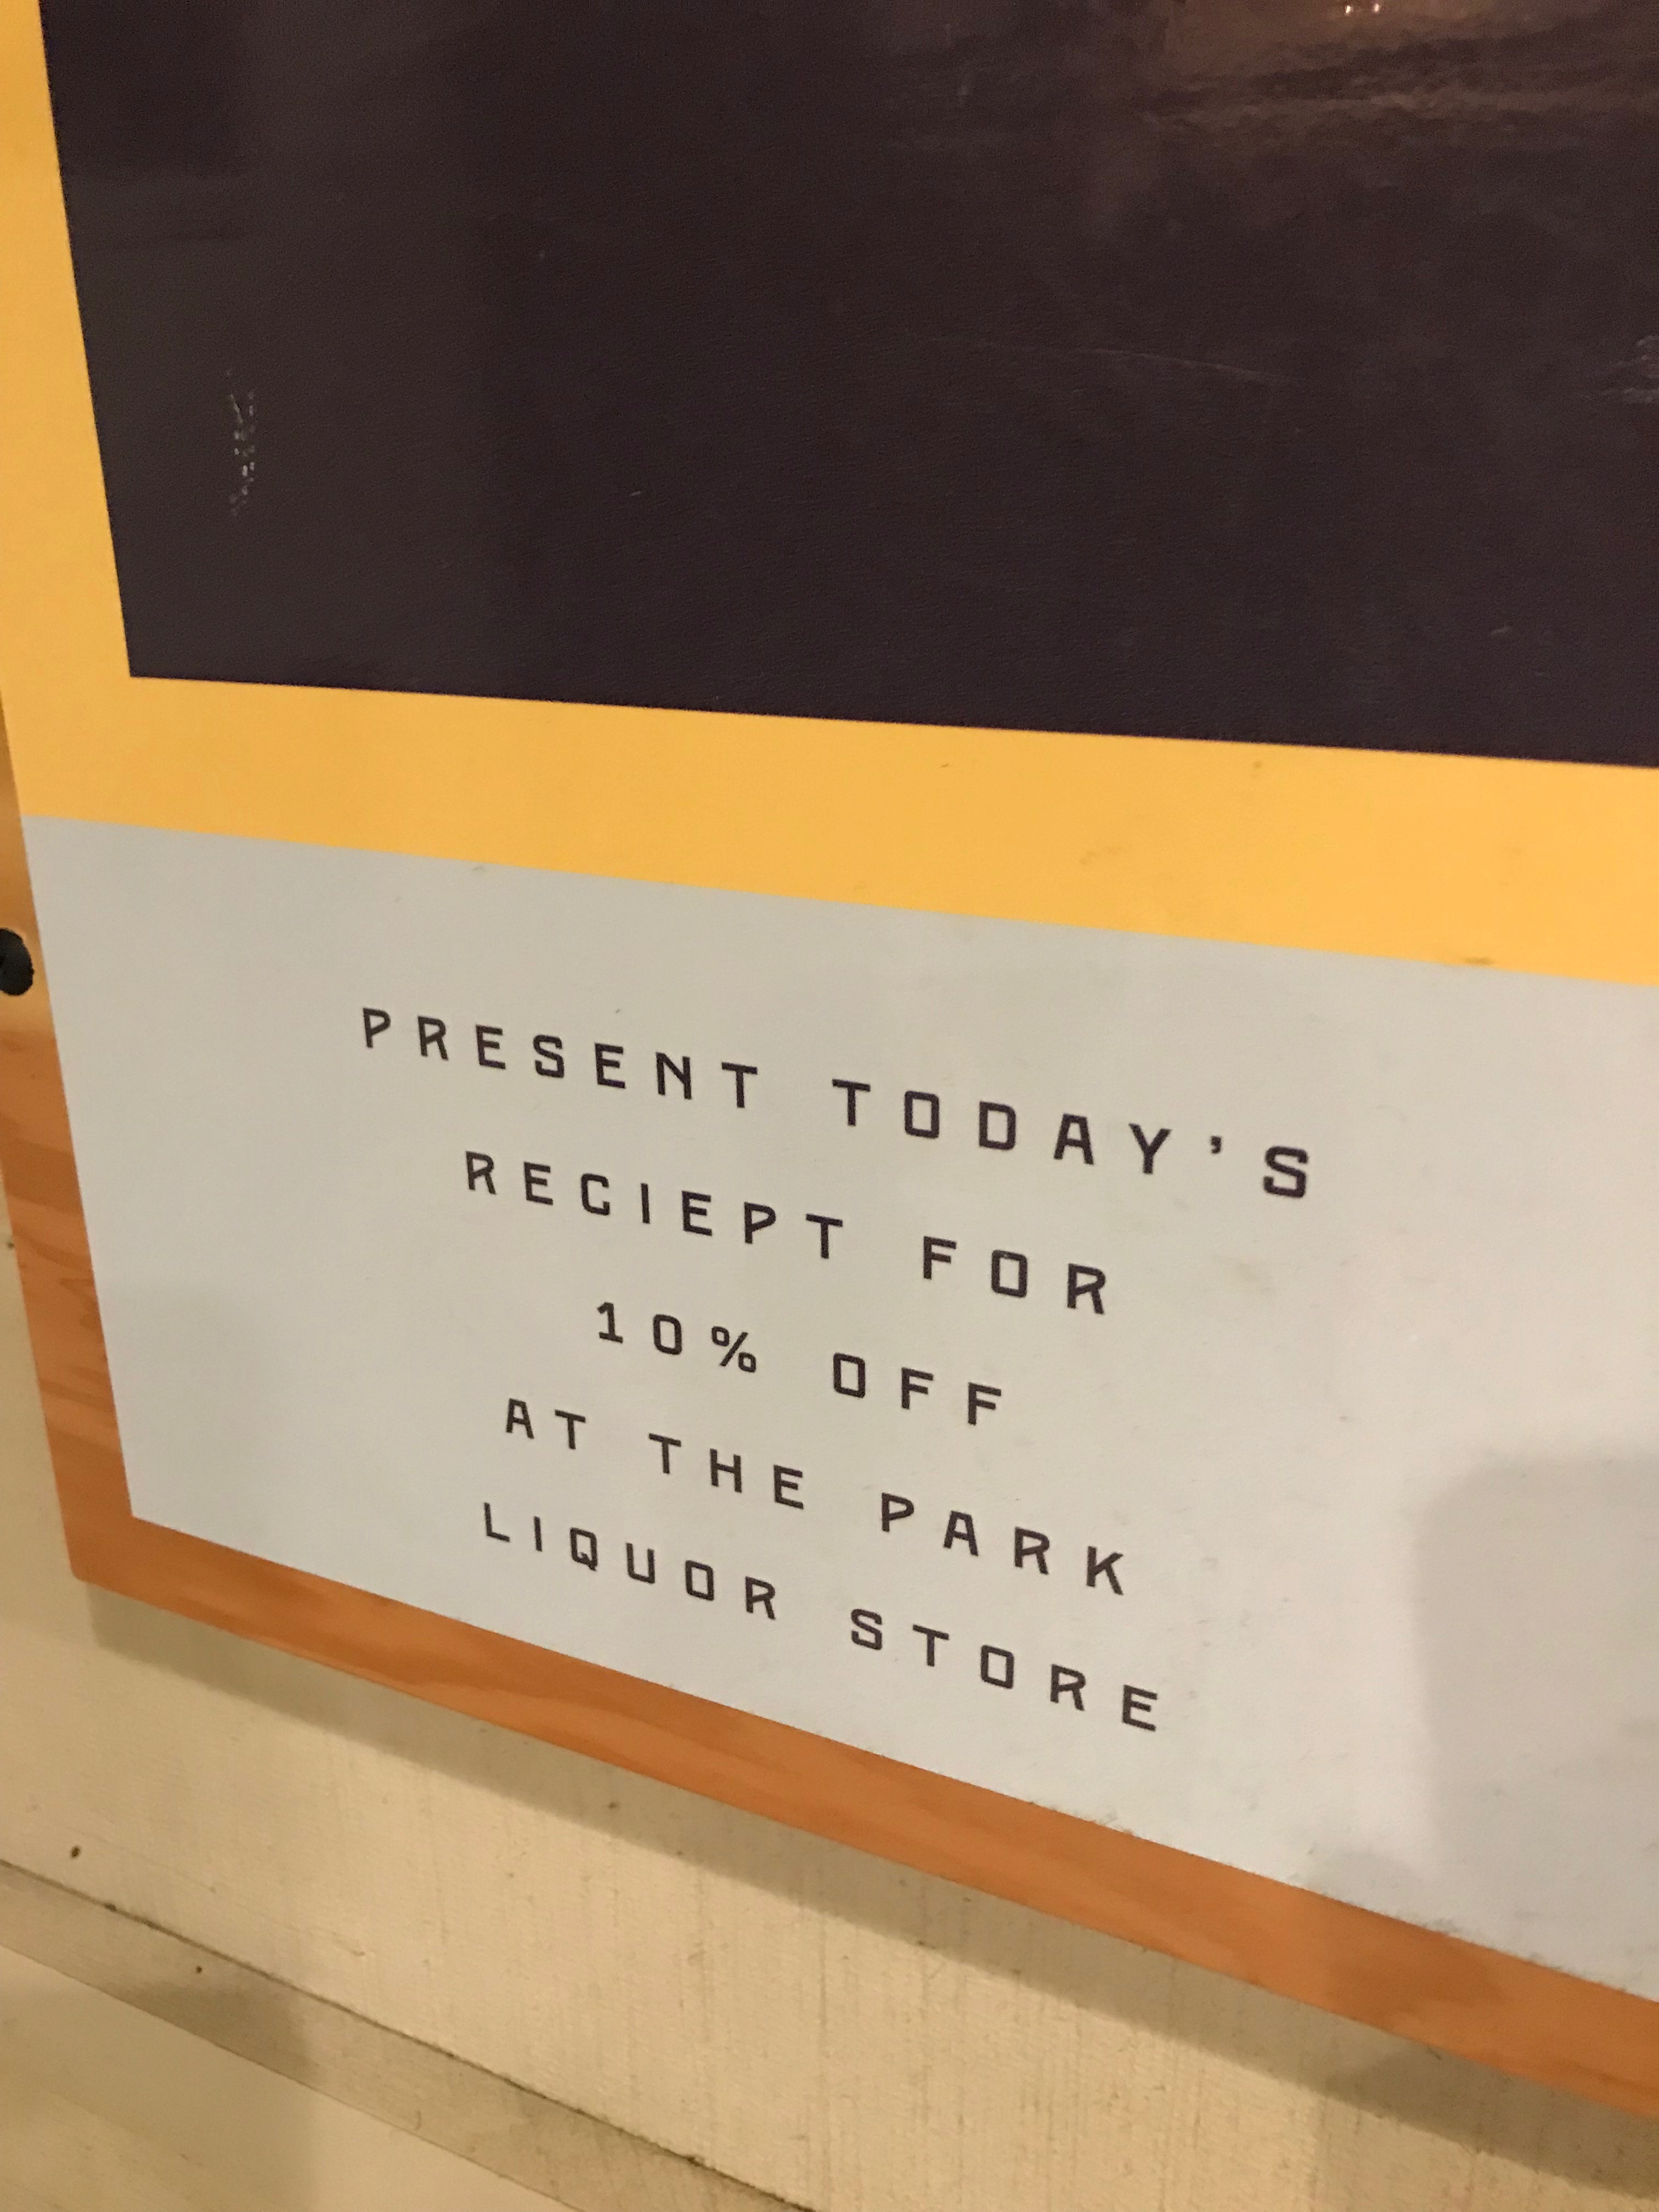 PRESENT TODAY'S
RECIEPT FOR
10% OFF
AT THE PARK
LIQUOR STORE